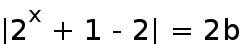 |2^x + 1 - 2| = 2b